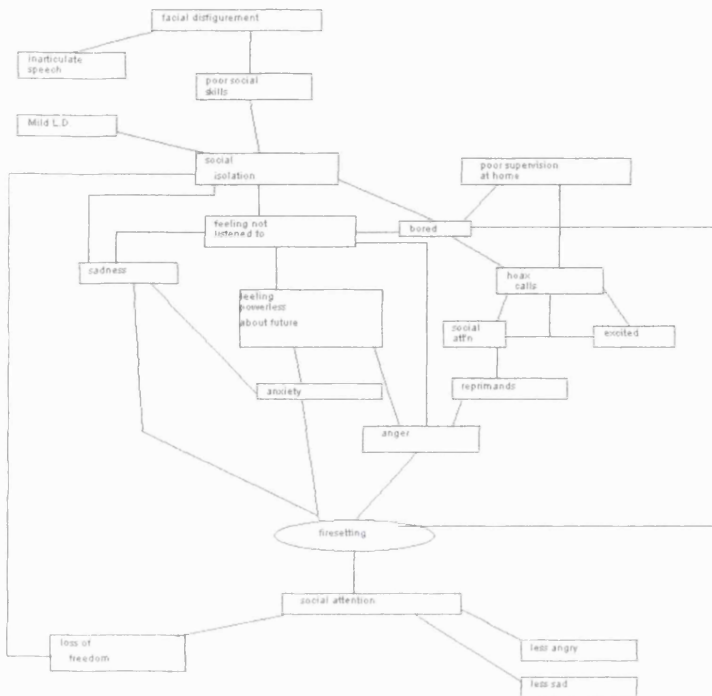 facial disfigurement
inarticulate
speech
poor social
skills
Mild L.D
social
isolation
poor supervision
at home
feeling not
listened to
bored
sadness
hoax
calls
feeling
powerless
about future
social
att'n
excited
anxiety
reprimands
anger
firesetting
social attention
loss of
freedom
less angry
less sad